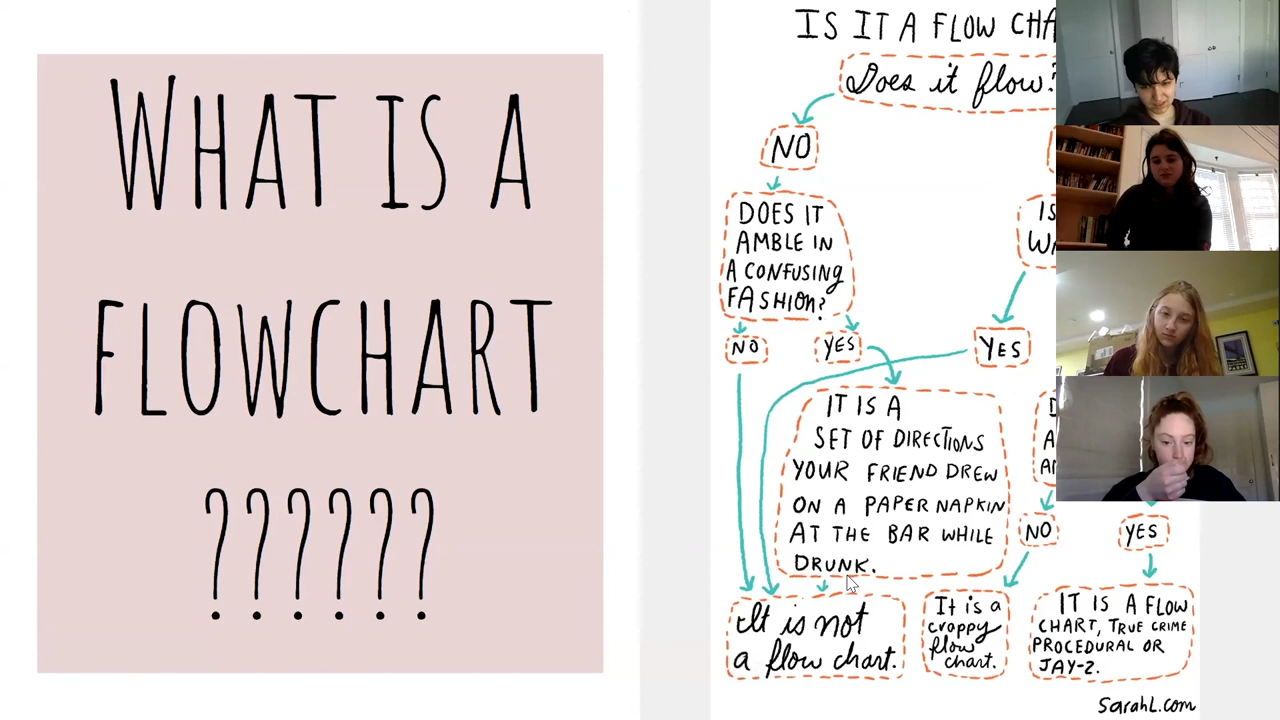 WHAT IS A
FLOWCHART
??????
IS IT A FLOW CHA
Does it flow?
NO
DOES IT
AMBLE IN
A CONFUSING
FASHION?
NO
YES
YES
IT IS A
SET OF DIRECTIONS
YOUR FRIEND DREW
ON A PAPER NAPKIN
AT THE BAR WHILE
DRUNK.
NO
YES
It is not
a flow chart.
It is a
crappy
flow
chart.
IT IS A FLOW
CHART, TRUE CRIME
PROCEDURAL OR
JAY-Z.
SarahL.com